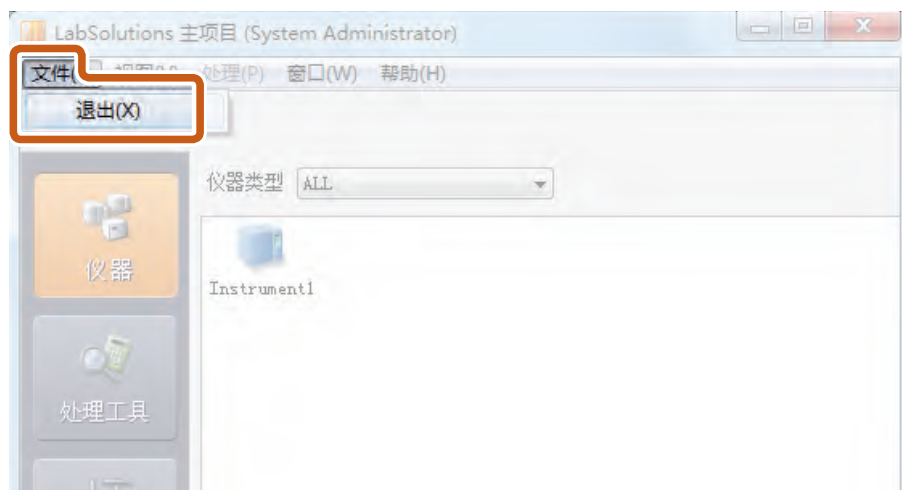 LabSolutions 主项目 (System Administrator)
文件( 处理(P) 窗口(W) 帮助(H)
退出(X)
仪器类型 ALL
仪器
Instrument1
处理工具